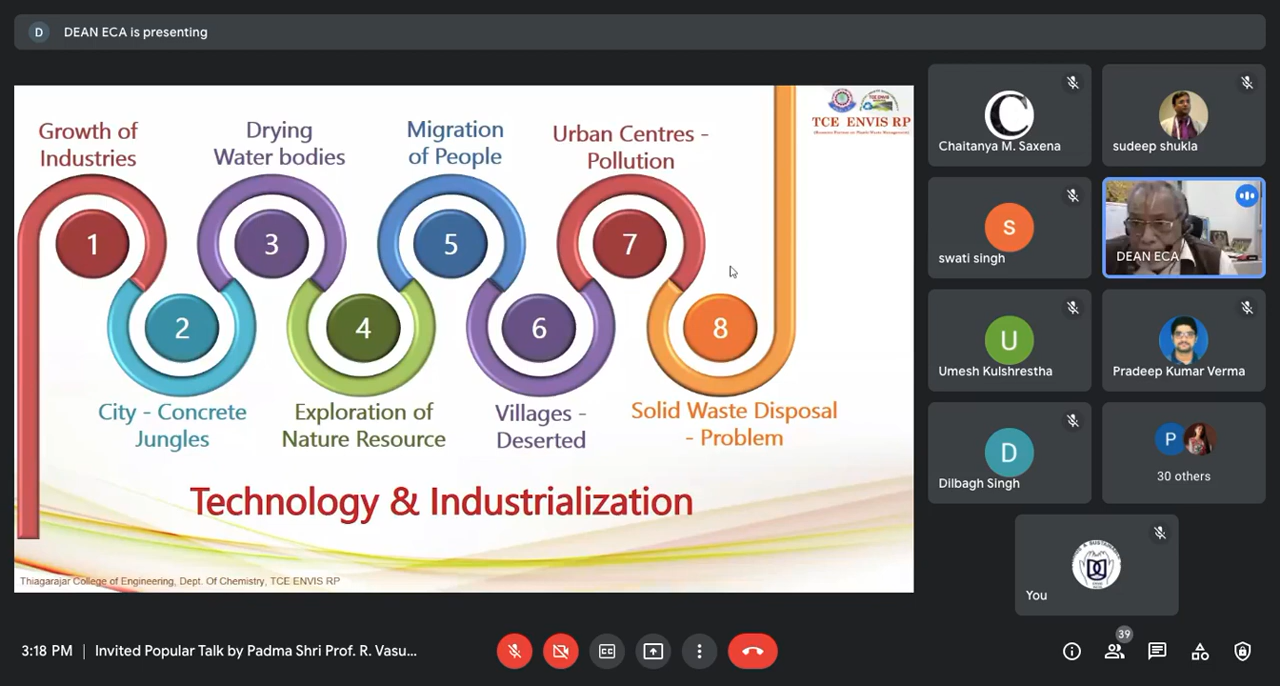 D DEAN ECA is presenting
TCE ENVIS RP
Growth of
Industries
Drying
Water bodies
Migration
of People
Urban Centres -
Pollution
1
3
5
7
2
4
6
8
City - Concrete
Jungles
Exploration of
Nature Resource
Villages -
Deserted
Solid Waste Disposal
- Problem
Technology & Industrialization
Thiagarajar College of Engineering, Dept. Of Chemistry, TCE ENVIS RP
C
Chaitanya M. Saxena
sudeep shukla
s
swati singh
DEAN ECA
U
Umesh Kulshrestha
Pradeep Kumar Verma
D
Dilbagh Singh
P
30 others
You
3:18 PM | Invited Popular Talk by Padma Shri Prof. R. Vasu...
CC
39